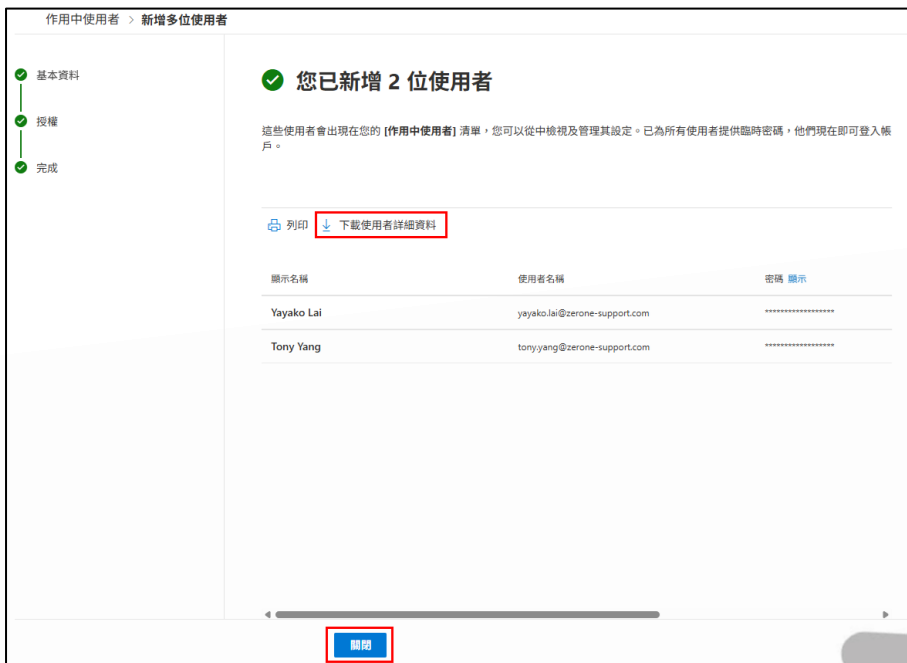 作用中使用者 > 新增多位使用者
基本資料
授權
完成
您已新增 2 位使用者
這些使用者會出現在您的 [作用中使用者] 清單，您可以從中檢視及管理其設定。已為所有使用者提供臨時密碼，他們現在即可登入帳
戶。
列印 下載使用者詳細資料
顯示名稱 使用者名稱 密碼 顯示
Yayako Lai yayako.lai@zerone-support.com *****************
Tony Yang tony.yang@zerone-support.com *****************
關閉